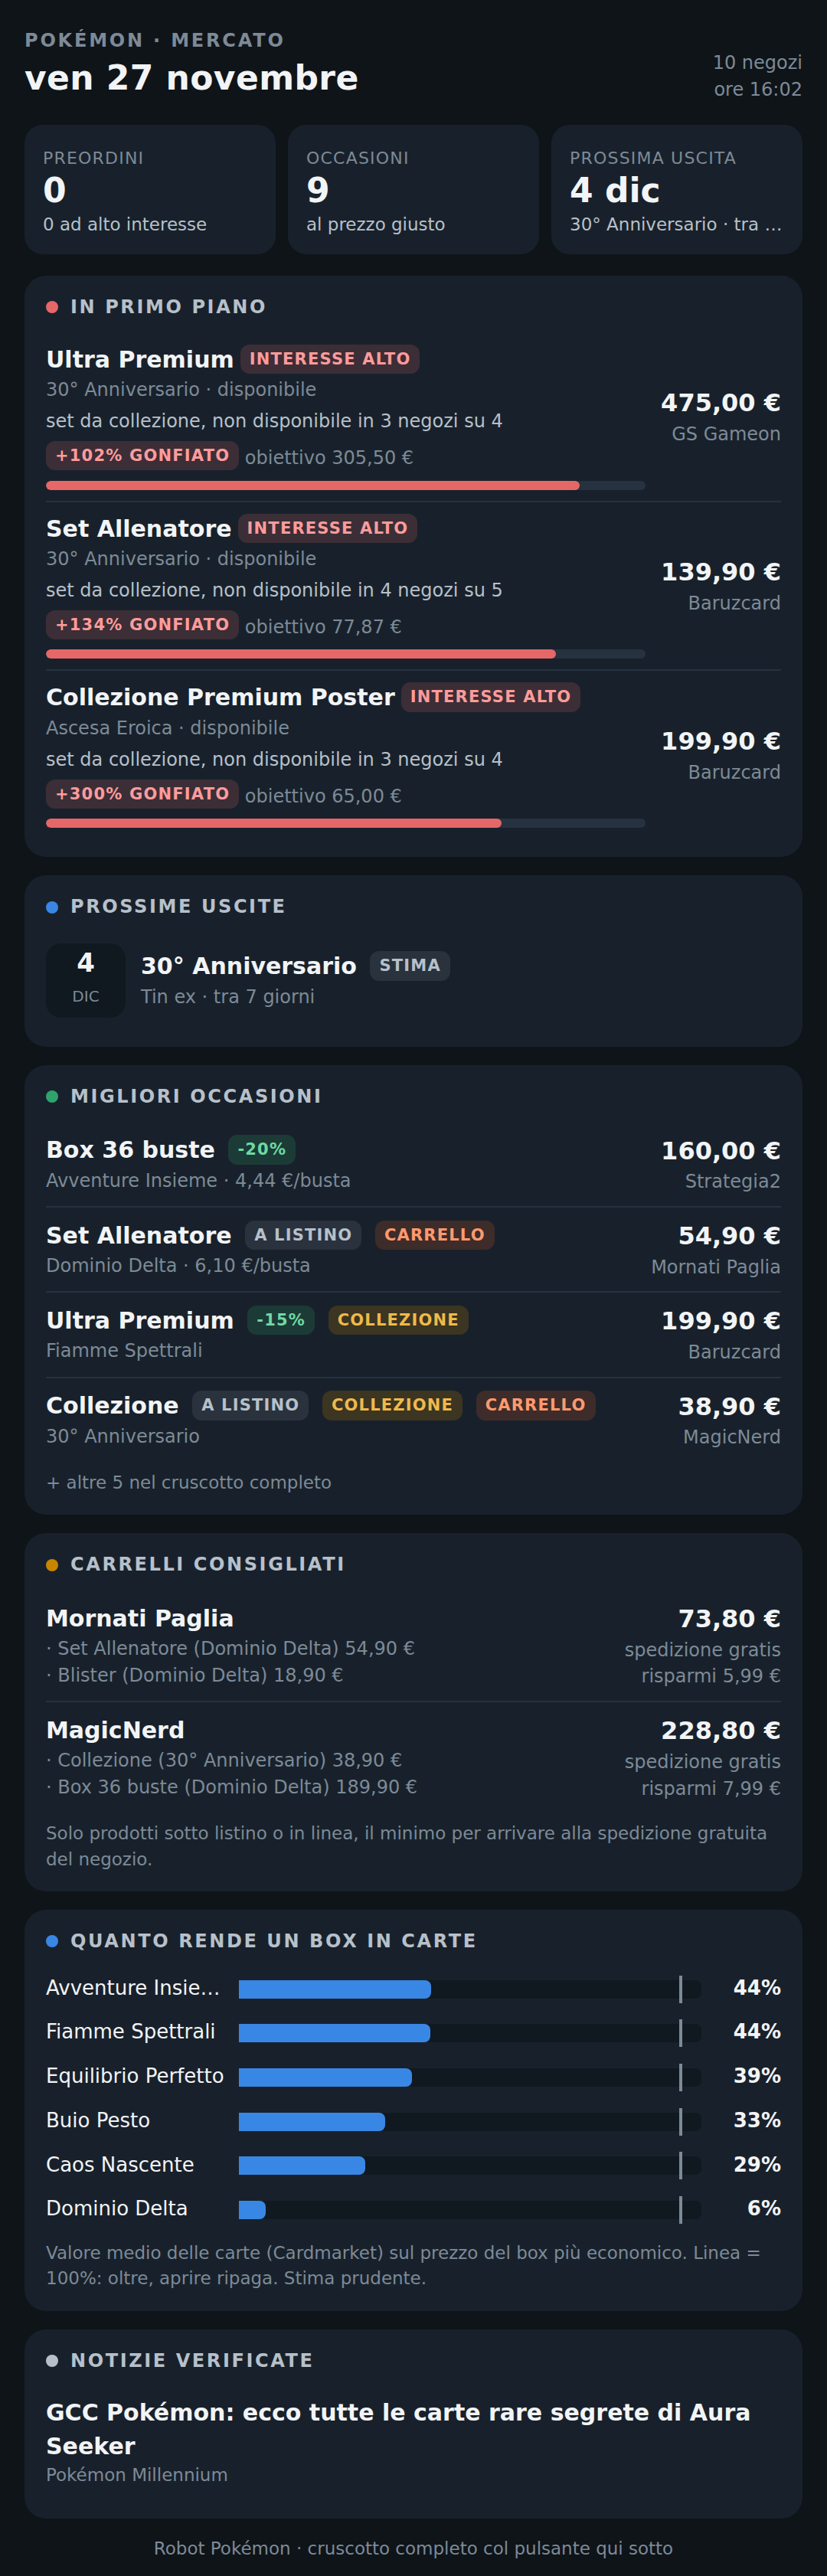 POKÉMON · MERCATO
ven 27 novembre
10 negozi
ore 16:02
PREORDINI
0
0 ad alto interesse
OCCASIONI
9
al prezzo giusto
PROSSIMA USCITA
4 dic
30° Anniversario · tra …
IN PRIMO PIANO
Ultra Premium INTERESSE ALTO
30° Anniversario · disponibile
set da collezione, non disponibile in 3 negozi su 4
+102% GONFIATO obiettivo 305,50 €
475,00 €
GS Gameon
Set Allenatore INTERESSE ALTO
30° Anniversario · disponibile
set da collezione, non disponibile in 4 negozi su 5
+134% GONFIATO obiettivo 77,87 €
139,90 €
Baruzcard
Collezione Premium Poster INTERESSE ALTO
Ascesa Eroica · disponibile
set da collezione, non disponibile in 3 negozi su 4
+300% GONFIATO obiettivo 65,00 €
199,90 €
Baruzcard
PROSSIME USCITE
4
DIC
30° Anniversario STIMA
Tin ex · tra 7 giorni
MIGLIORI OCCASIONI
Box 36 buste -20%
Avventure Insieme · 4,44 €/busta
160,00 €
Strategia2
Set Allenatore A LISTINO CARRELLO
Dominio Delta · 6,10 €/busta
54,90 €
Mornati Paglia
Ultra Premium -15% COLLEZIONE
Fiamme Spettrali
199,90 €
Baruzcard
Collezione A LISTINO COLLEZIONE CARRELLO
30° Anniversario
38,90 €
MagicNerd
+ altre 5 nel cruscotto completo
CARRELLI CONSIGLIATI
Mornati Paglia
· Set Allenatore (Dominio Delta) 54,90 €
· Blister (Dominio Delta) 18,90 €
73,80 €
spedizione gratis
risparmi 5,99 €
MagicNerd
· Collezione (30° Anniversario) 38,90 €
· Box 36 buste (Dominio Delta) 189,90 €
228,80 €
spedizione gratis
risparmi 7,99 €
Solo prodotti sotto listino o in linea, il minimo per arrivare alla spedizione gratuita
del negozio.
QUANTO RENDE UN BOX IN CARTE
Avventure Insie… 44%
Fiamme Spettrali 44%
Equilibrio Perfetto 39%
Buio Pesto 33%
Caos Nascente 29%
Dominio Delta 6%
Valore medio delle carte (Cardmarket) sul prezzo del box più economico. Linea =
100%: oltre, aprire ripaga. Stima prudente.
NOTIZIE VERIFICATE
GCC Pokémon: ecco tutte le carte rare segrete di Aura
Seeker
Pokémon Millennium
Robot Pokémon · cruscotto completo col pulsante qui sotto